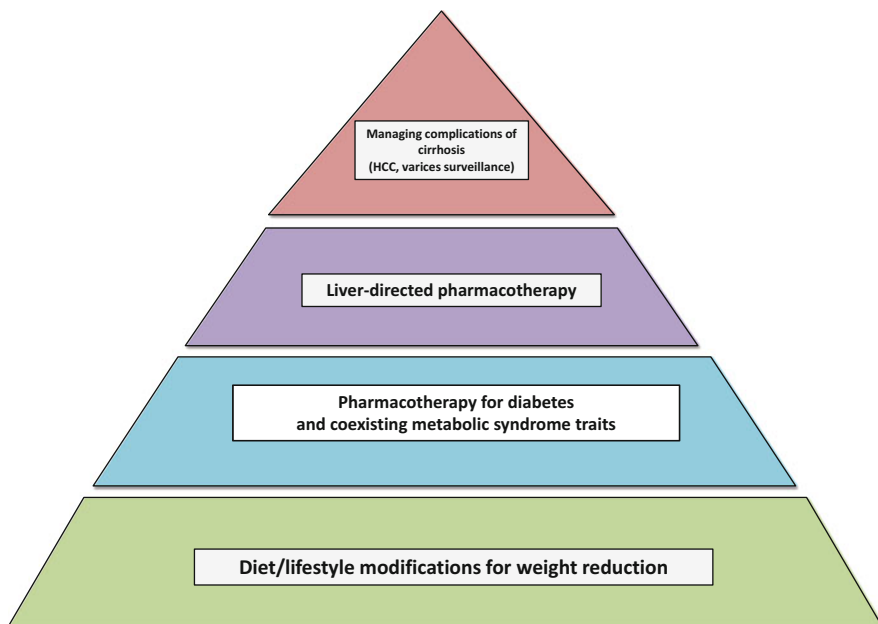 Managing complications of
cirrhosis
(HCC, varices surveillance)
Liver-directed pharmacotherapy
Pharmacotherapy for diabetes
and coexisting metabolic syndrome traits
Diet/lifestyle modifications for weight reduction